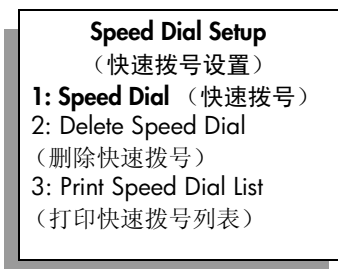 Speed Dial Setup
（快速拨号设置）
1: Speed Dial （快速拨号）
2: Delete Speed Dial
（删除快速拨号）
3: Print Speed Dial List
（打印快速拨号列表）